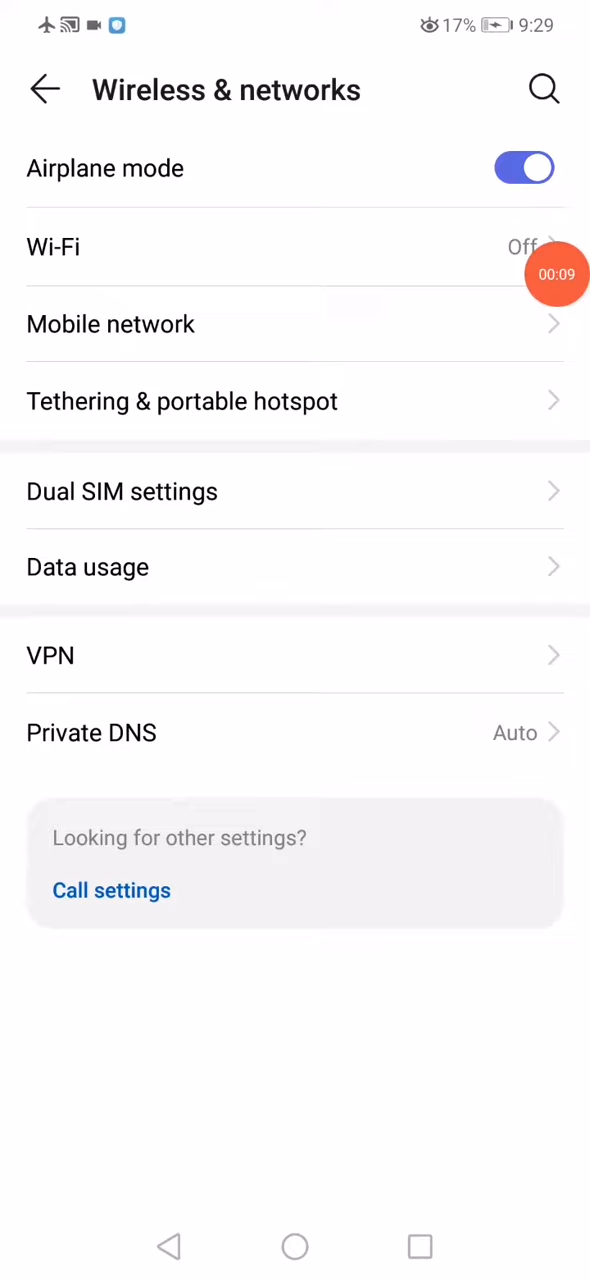 17% 9:29
Wireless & networks
Airplane mode
Wi-Fi Off
00:09
Mobile network
Tethering & portable hotspot
Dual SIM settings
Data usage
VPN
Private DNS Auto
Looking for other settings?
Call settings